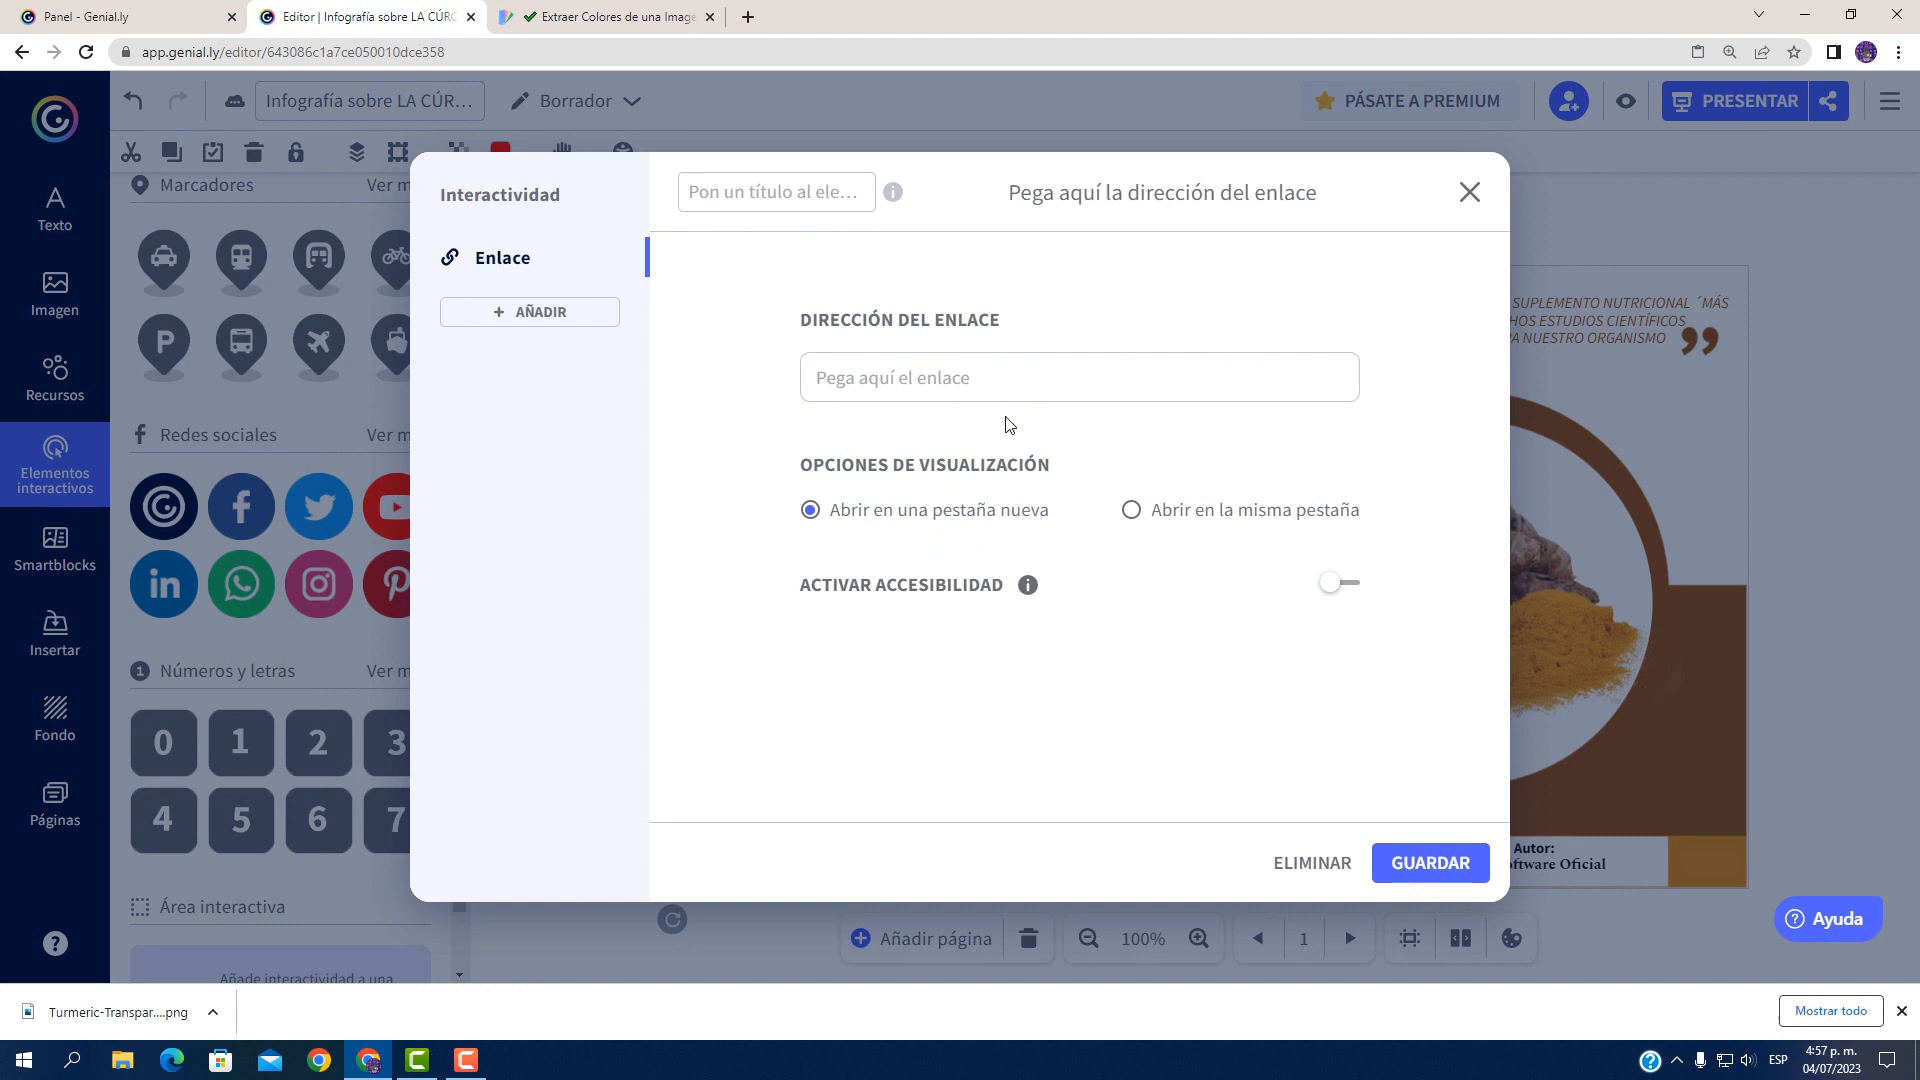 Panel - Genial.ly
Editor | Infografía sobre LA CÚRC
Extraer Colores de una Image
app.genial.ly/editor/643086c1a7ce050010dce358
Infografía sobre LA CÚR...
Borrador
PÁSATE A PREMIUM
PRESENTAR
Texto
Imagen
Recursos
Elementos
interactivos
Smartblocks
Insertar
Fondo
Páginas
Marcadores
Ver m
P
Redes sociales
Ver m
in
Números y letras
Ver m
0 1 2 3
4 5 6 7
Área interactiva
Añade interactividad a una
Interactividad
Enlace
+ AÑADIR
Pon un título al ele...
Pega aquí la dirección del enlace
DIRECCIÓN DEL ENLACE
Pega aquí el enlace
OPCIONES DE VISUALIZACIÓN
Abrir en una pestaña nueva
Abrir en la misma pestaña
ACTIVAR ACCESIBILIDAD
ELIMINAR
GUARDAR
SUPLEMENTO NUTRICIONAL ´MÁS
HOS ESTUDIOS CIENTÍFICOS
A NUESTRO ORGANISMO
Autor:
oftware Oficial
Añadir página
100%
1
Ayuda
Turmeric-Transpar....png
Mostrar todo
ESP
4:57 p. m.
04/07/2023